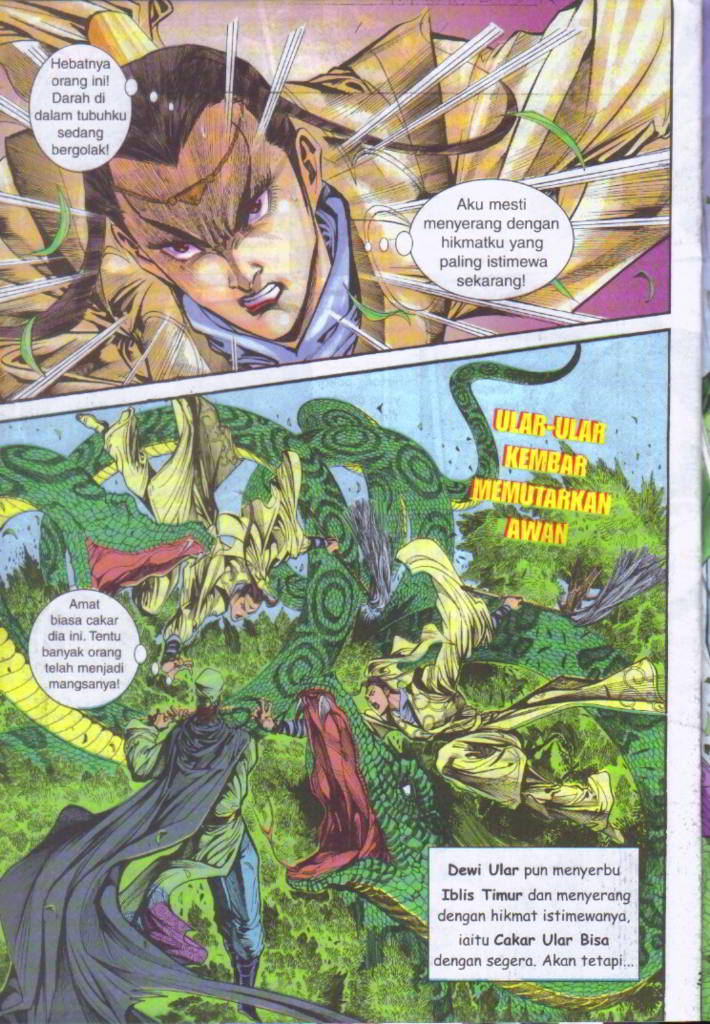 Hebatnya
orang ini!
Darah di
dalam tubuhku
sedang
bergolak!
Aku mesti
menyerang dengan
hikmatku yang
paling istimewa
sekarang!
ULAR-ULAR
KEMBAR
MEMUTARKAN
AWAN
Amat
biasa cakar
dia ini. Tentu
banyak orang
telah menjadi
mangsanya!
Dewi Ular pun menyerbu
Iblis Timur dan menyerang
dengan hikmat istimewanya,
iaitu Cakar Ular Bisa
dengan segera. Akan tetapi...